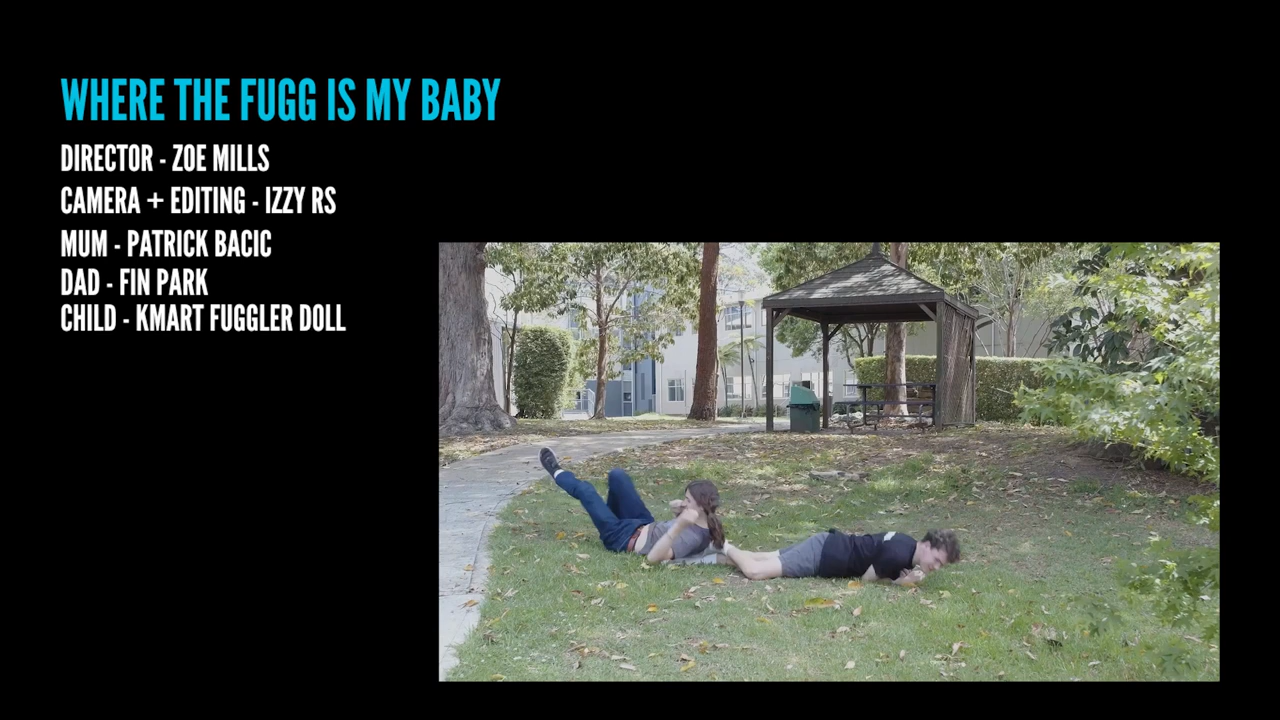 WHERE THE FUGG IS MY BABY
DIRECTOR - ZOE MILLS
CAMERA + EDITING - IZZY RS
MUM - PATRICK BACIC
DAD - FIN PARK
CHILD - KMART FUGGLER DOLL